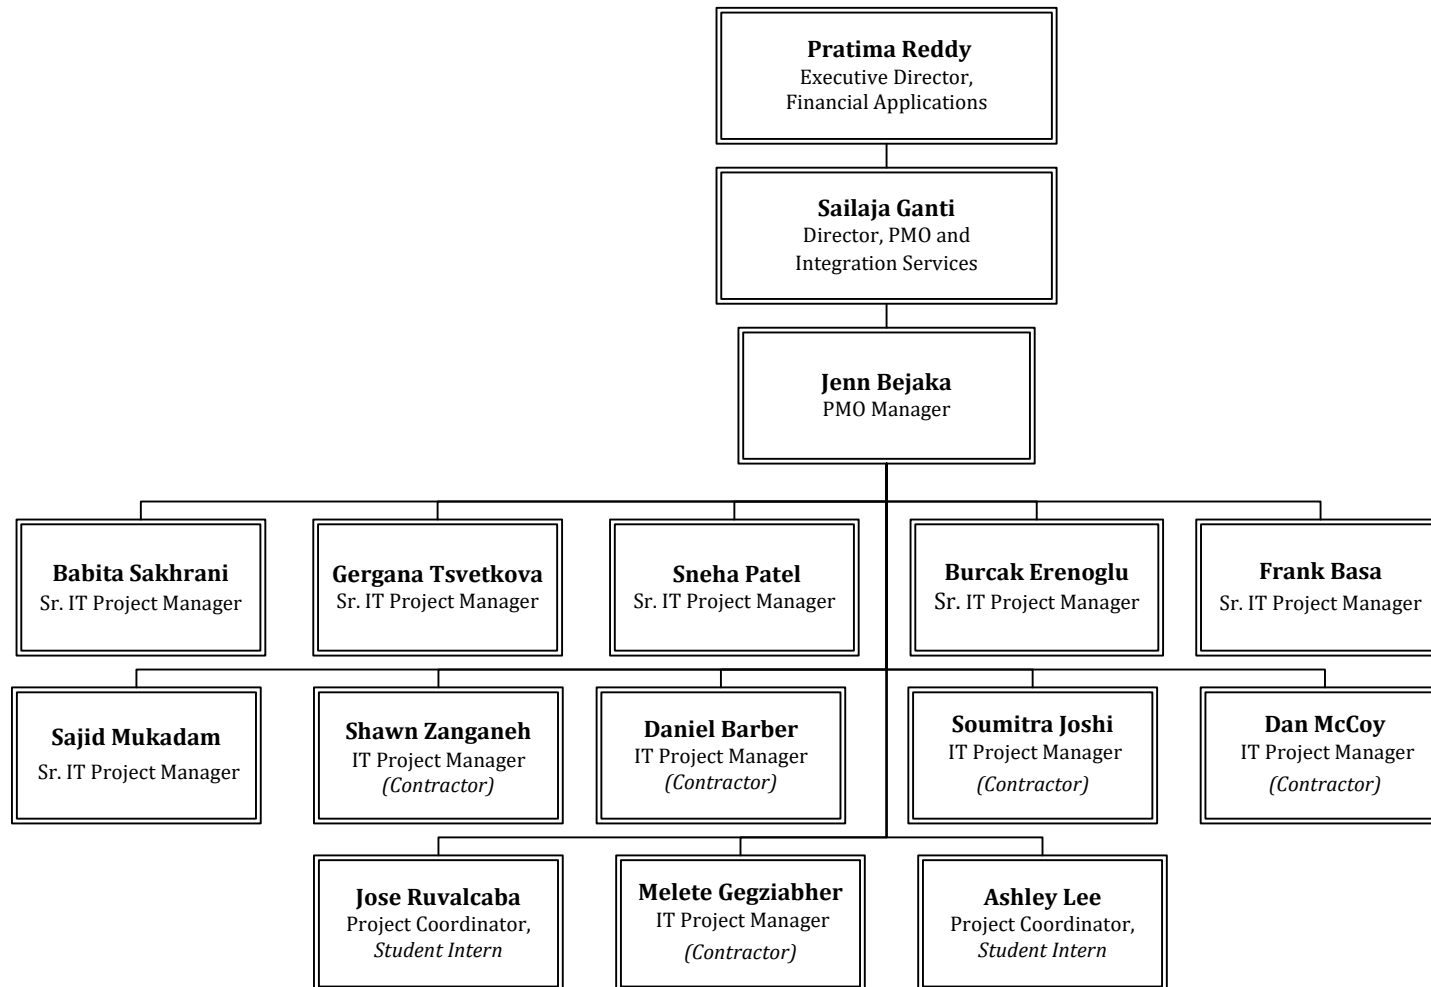 Pratima Reddy
Executive Director,
Financial Applications
Sailaja Ganti
Director, PMO and
Integration Services
Jenn Bejaka
PMO Manager
Babita Sakhrani
Sr. IT Project Manager
Gergana Tsvetkova
Sr. IT Project Manager
Sneha Patel
Sr. IT Project Manager
Burcak Erenoglu
Sr. IT Project Manager
Frank Basa
Sr. IT Project Manager
Sajid Mukadam
Sr. IT Project Manager
Shawn Zanganeh
IT Project Manager
(Contractor)
Daniel Barber
IT Project Manager
(Contractor)
Soumitra Joshi
IT Project Manager
(Contractor)
Dan McCoy
IT Project Manager
(Contractor)
Jose Ruvalcaba
Project Coordinator,
Student Intern
Melete Gegziabher
IT Project Manager
(Contractor)
Ashley Lee
Project Coordinator,
Student Intern